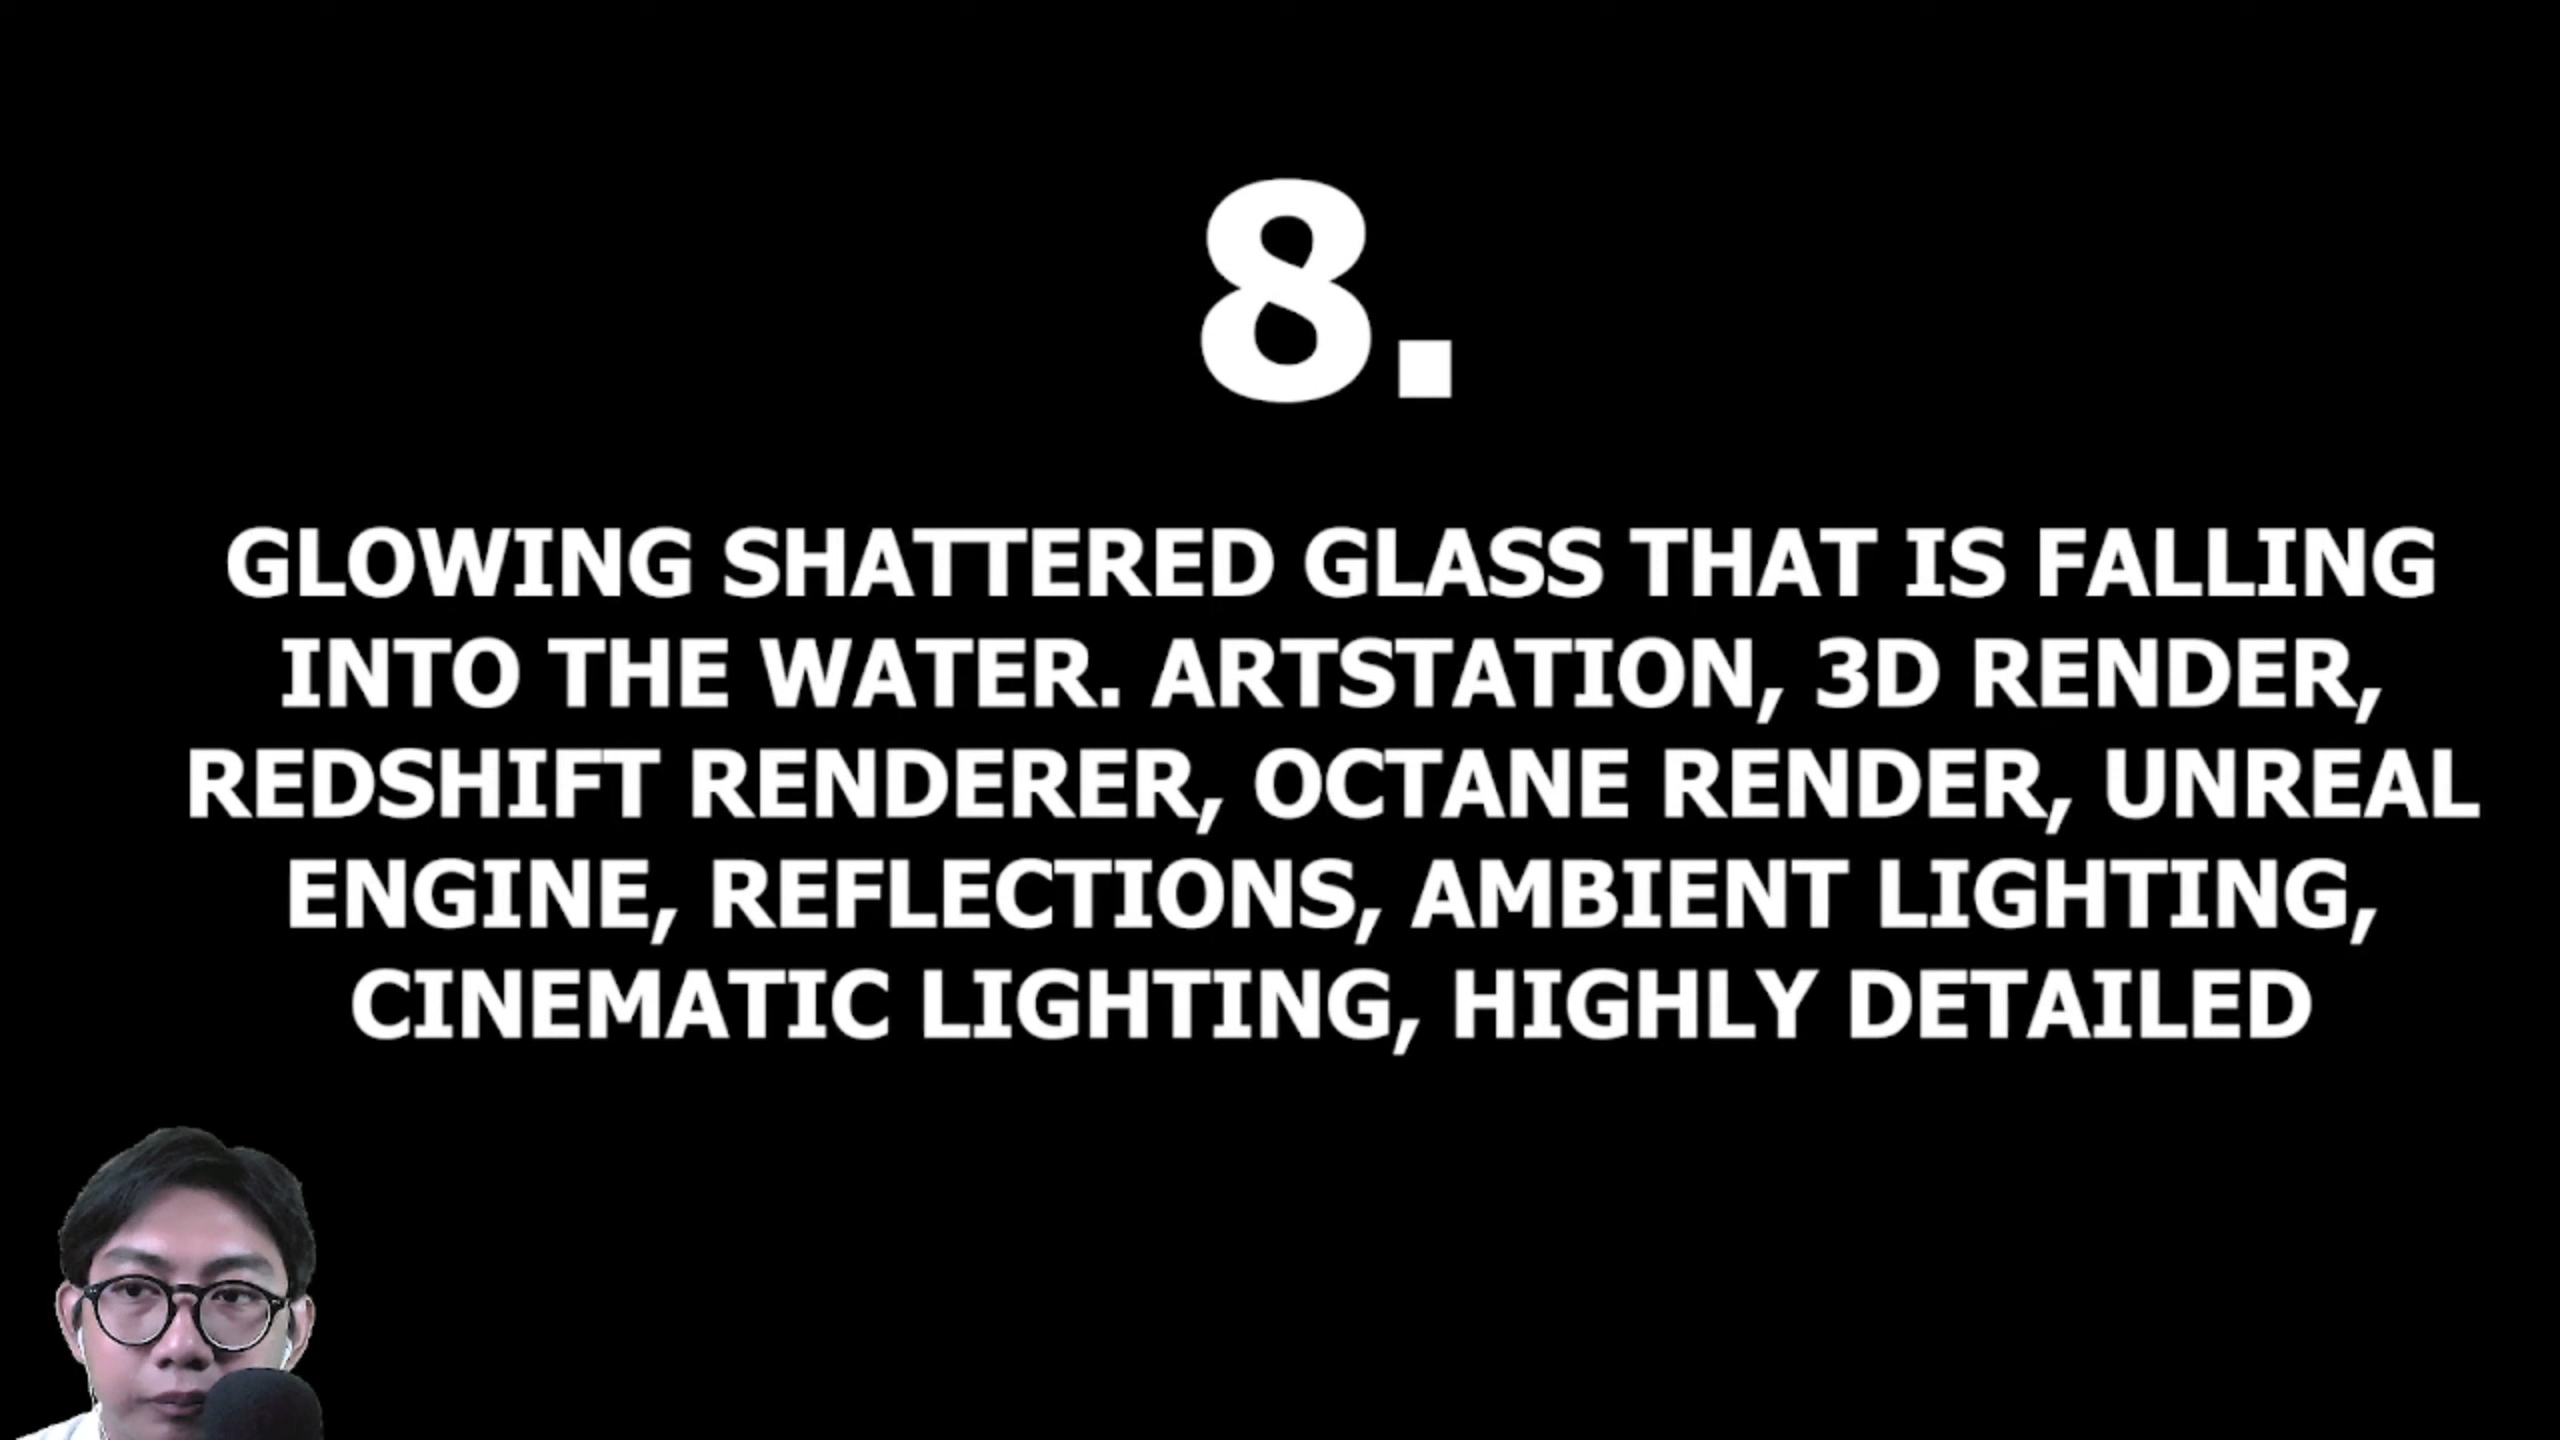 8.
GLOWING SHATTERED GLASS THAT IS FALLING
INTO THE WATER. ARTSTATION, 3D RENDER,
REDSHIFT RENDERER, OCTANE RENDER, UNREAL
ENGINE, REFLECTIONS, AMBIENT LIGHTING,
CINEMATIC LIGHTING, HIGHLY DETAILED